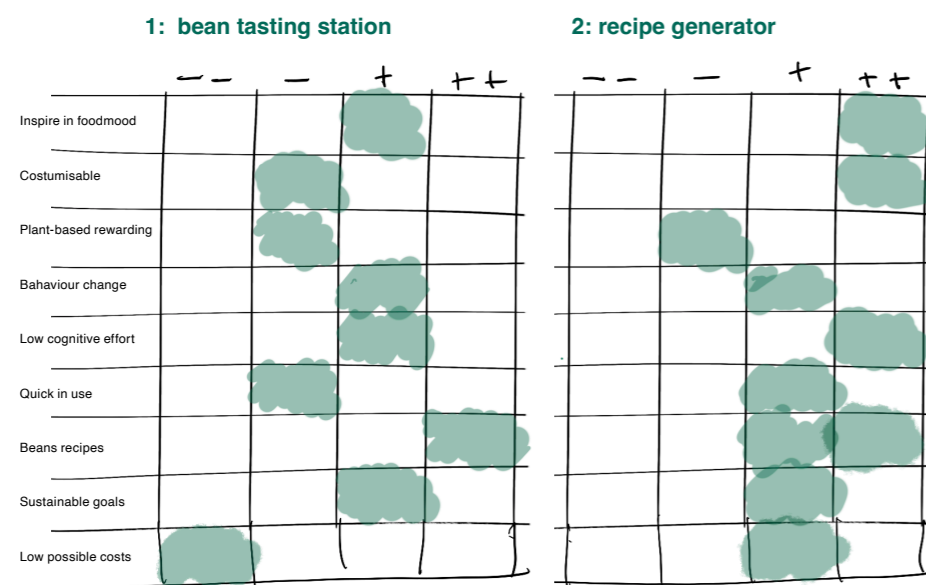 1: bean tasting station
2: recipe generator
-- - + ++
-- - + ++
Inspire in foodmood
Costumisable
Plant-based rewarding
Bahaviour change
Low cognitive effort
Quick in use
Beans recipes
Sustainable goals
Low possible costs